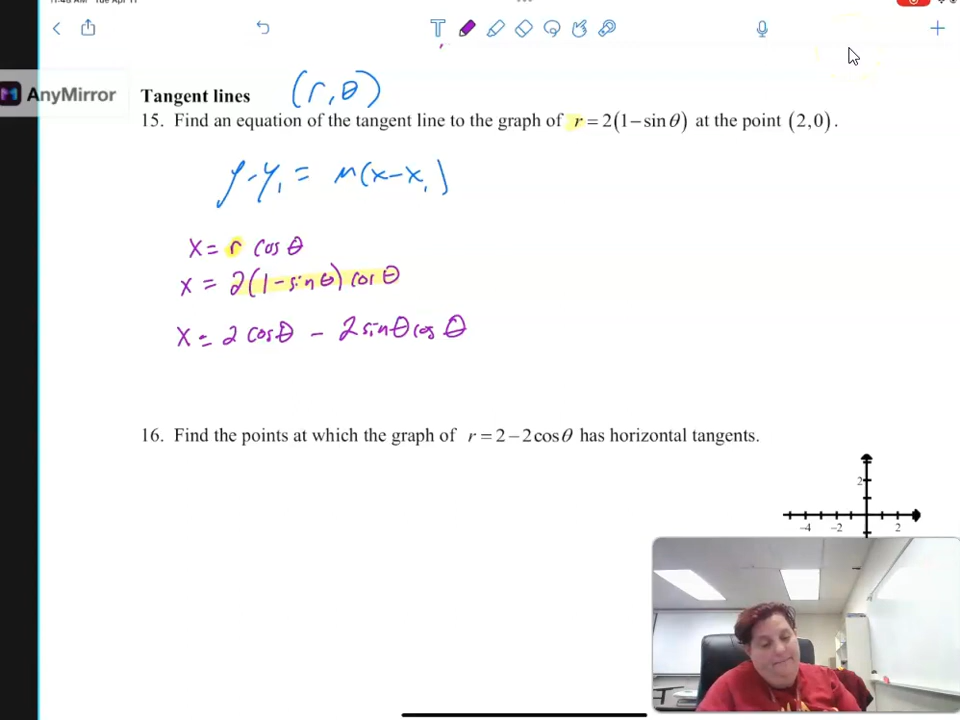 AnyMirror
Tangent lines (r, θ)
15. Find an equation of the tangent line to the graph of r = 2(1−sin θ) at the point (2,0).
y - y₁ = m(x - x₁)
x = r cos θ
x = 2(1-sin θ) cos θ
x = 2 cos θ - 2 sin θ cos θ
16. Find the points at which the graph of r = 2 − 2cos θ has horizontal tangents.
2
-4 -2 2